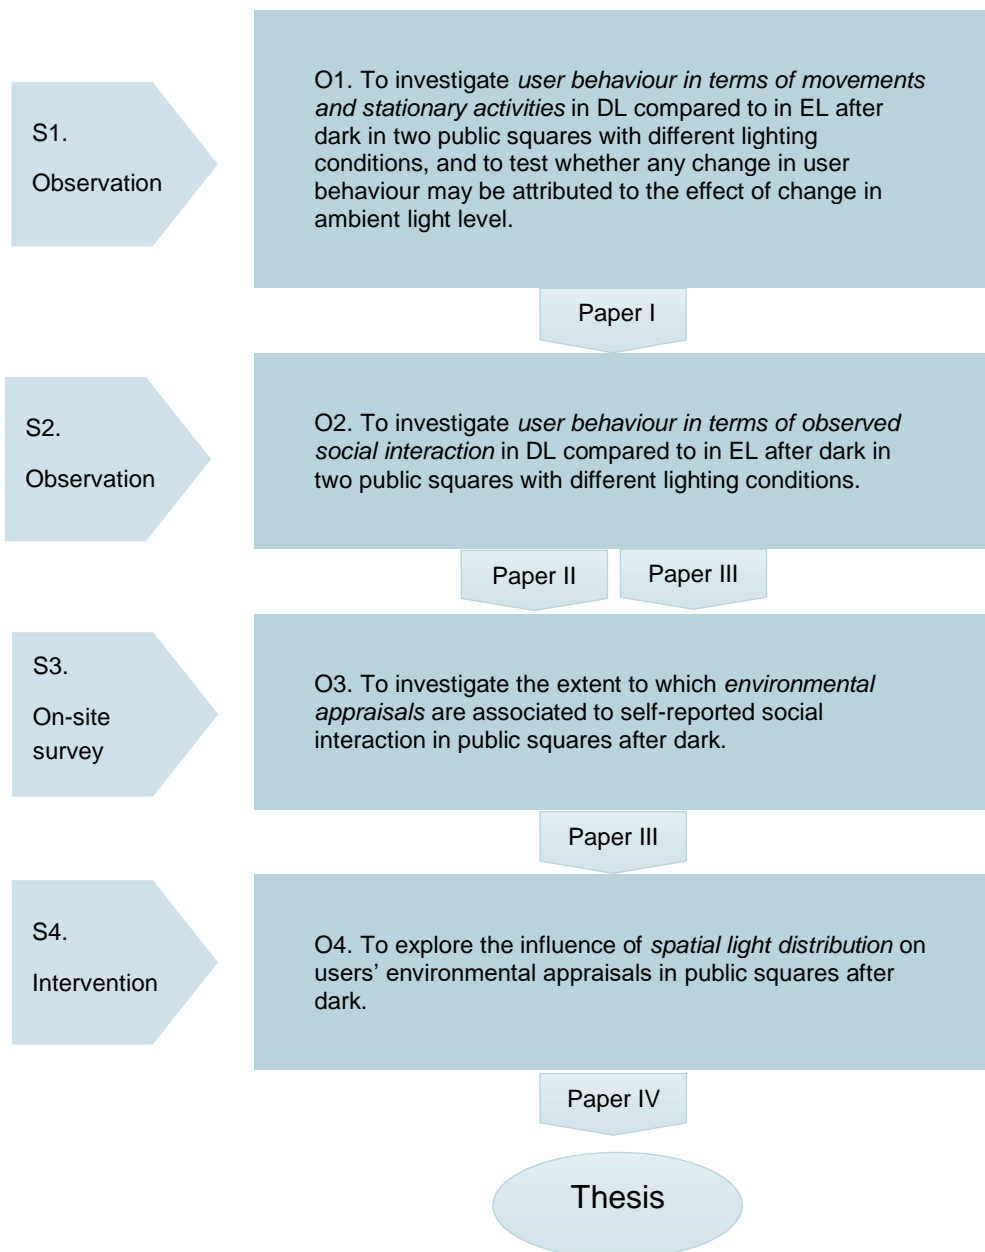 S1.
Observation
O1. To investigate user behaviour in terms of movements
and stationary activities in DL compared to in EL after
dark in two public squares with different lighting
conditions, and to test whether any change in user
behaviour may be attributed to the effect of change in
ambient light level.
Paper I
S2.
Observation
O2. To investigate user behaviour in terms of observed
social interaction in DL compared to in EL after dark in
two public squares with different lighting conditions.
Paper II
Paper III
S3.
On-site
survey
O3. To investigate the extent to which environmental
appraisals are associated to self-reported social
interaction in public squares after dark.
Paper III
S4.
Intervention
O4. To explore the influence of spatial light distribution on
users’ environmental appraisals in public squares after
dark.
Paper IV
Thesis